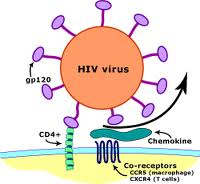 HIV virus
gp120
CD4+
Chemokine
Co-receptors
CCR5 (macrophage)
CXCR4 (T cells)